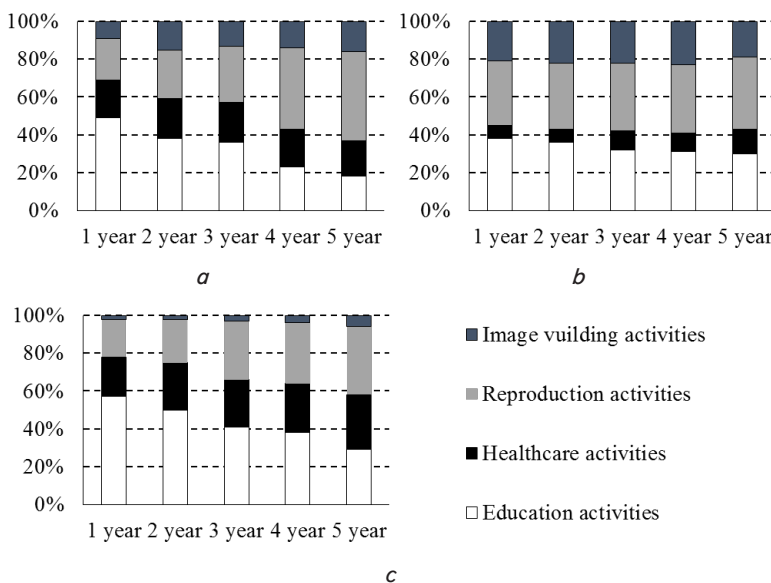 100%
80%
60%
40%
20%
0%
1 year 2 year 3 year 4 year 5 year
a
100%
80%
60%
40%
20%
0%
1 year 2 year 3 year 4 year 5 year
b
100%
80%
60%
40%
20%
0%
1 year 2 year 3 year 4 year 5 year
c
Image vuilding activities
Reproduction activities
Healthcare activities
Education activities